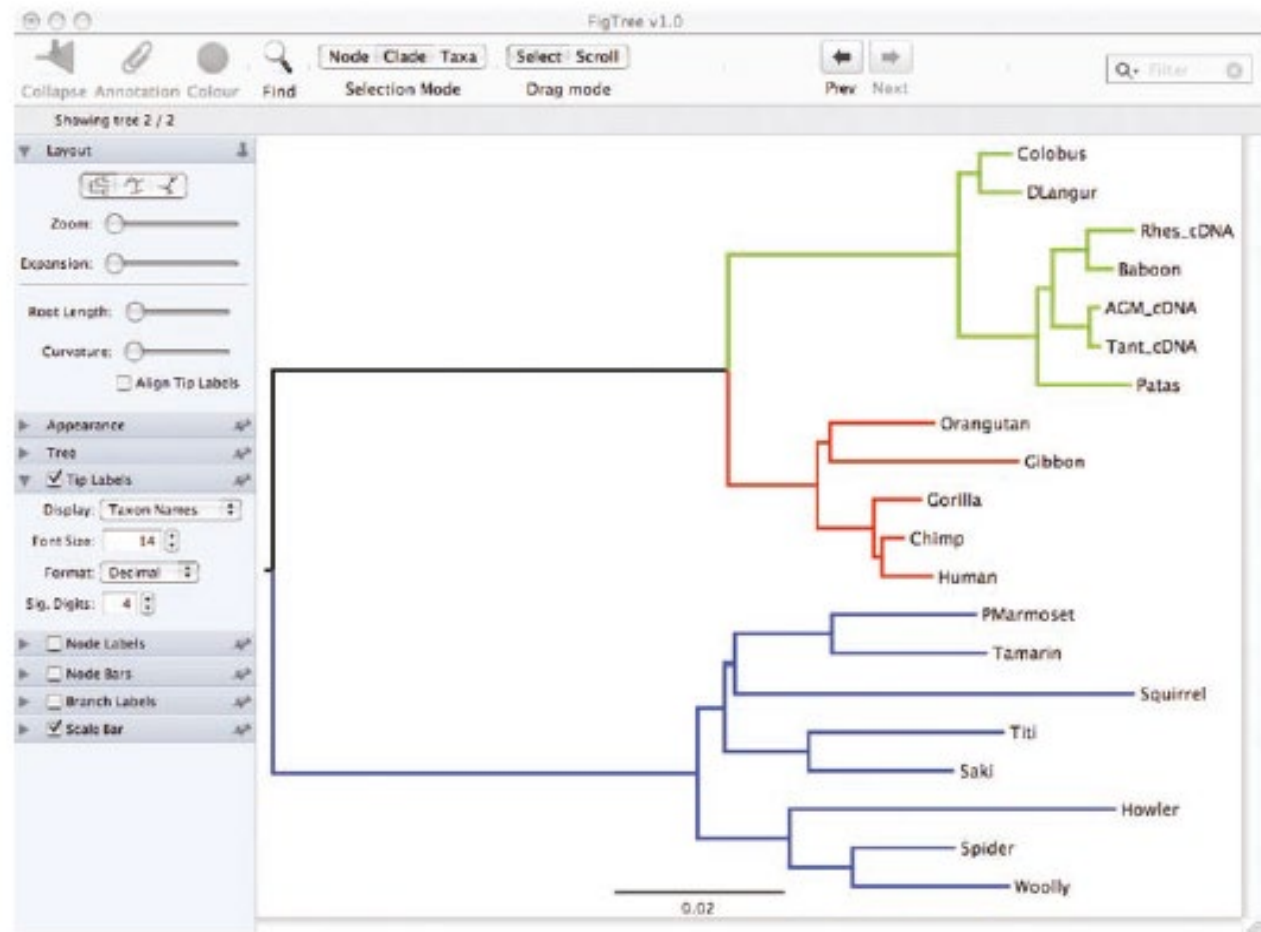 FigTree v1.0
Node Clade Taxa Select Scroll Filter
Collapse Annotation Colour Find Selection Mode Drag mode Prev Next
Showing tree 2 / 2
Layout
Zoom:
Expansion:
Root Length:
Curvature:
Align Tip Labels
Appearance
Tree
Tip Labels
Display: Taxon Names
Font Size: 14
Format: Decimal
Sig. Digits: 4
Node Labels
Node Bars
Branch Labels
Scale Bar
Colobus
DLangur
Rhes_cDNA
Baboon
AGM_cDNA
Tant_cDNA
Patas
Orangutan
Gibbon
Gorilla
Chimp
Human
PMarmoset
Tamarin
Squirrel
Titi
Saki
Howler
Spider
Woolly
0.02